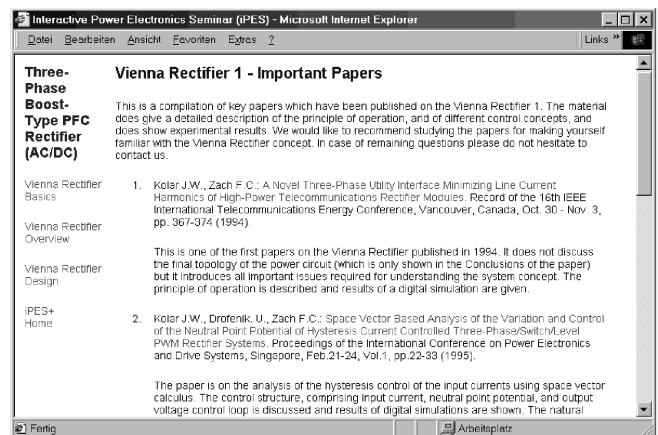 Interactive Power Electronics Seminar (iPES) - Microsoft Internet Explorer
Datei Bearbeiten Ansicht Favoriten Extras ?
Links »
Three-
Phase
Boost-
Type PFC
Rectifier
(AC/DC)
Vienna Rectifier
Basics
Vienna Rectifier
Overview
Vienna Rectifier
Design
iPES+
Home
Vienna Rectifier 1 - Important Papers
This is a compilation of key papers which have been published on the Vienna Rectifier 1. The material
does give a detailed description of the principle of operation, and of different control concepts, and
does show experimental results. We would like to recommend studying the papers for making yourself
familiar with the Vienna Rectifier concept. In case of remaining questions please do not hesitate to
contact us.
1. Kolar J.W., Zach F.C.: A Novel Three-Phase Utility Interface Minimizing Line Current
Harmonics of High-Power Telecommunications Rectifier Modules. Record of the 16th IEEE
International Telecommunications Energy Conference, Vancouver, Canada, Oct. 30 - Nov. 3,
pp. 367-374 (1994).
This is one of the first papers on the Vienna Rectifier published in 1994. It does not discuss
the final topology of the power circuit (which is only shown in the Conclusions of the paper)
but it introduces all important issues required for understanding the system concept. The
principle of operation is described and results of a digital simulation are given.
2. Kolar J.W., Drofenik, U., Zach F.C.: Space Vector Based Analysis of the Variation and Control
of the Neutral Point Potential of Hysteresis Current Controlled Three-Phase/Switch/Level
PWM Rectifier Systems. Proceedings of the International Conference on Power Electronics
and Drive Systems, Singapore, Feb.21-24, Vol.1, pp.22-33 (1995).
The paper is on the analysis of the hysteresis control of the input currents using space vector
calculus. The control structure, comprising input current, neutral point potential, and output
voltage control loop is discussed and results of digital simulations are shown. The natural
Fertig
Arbeitsplatz